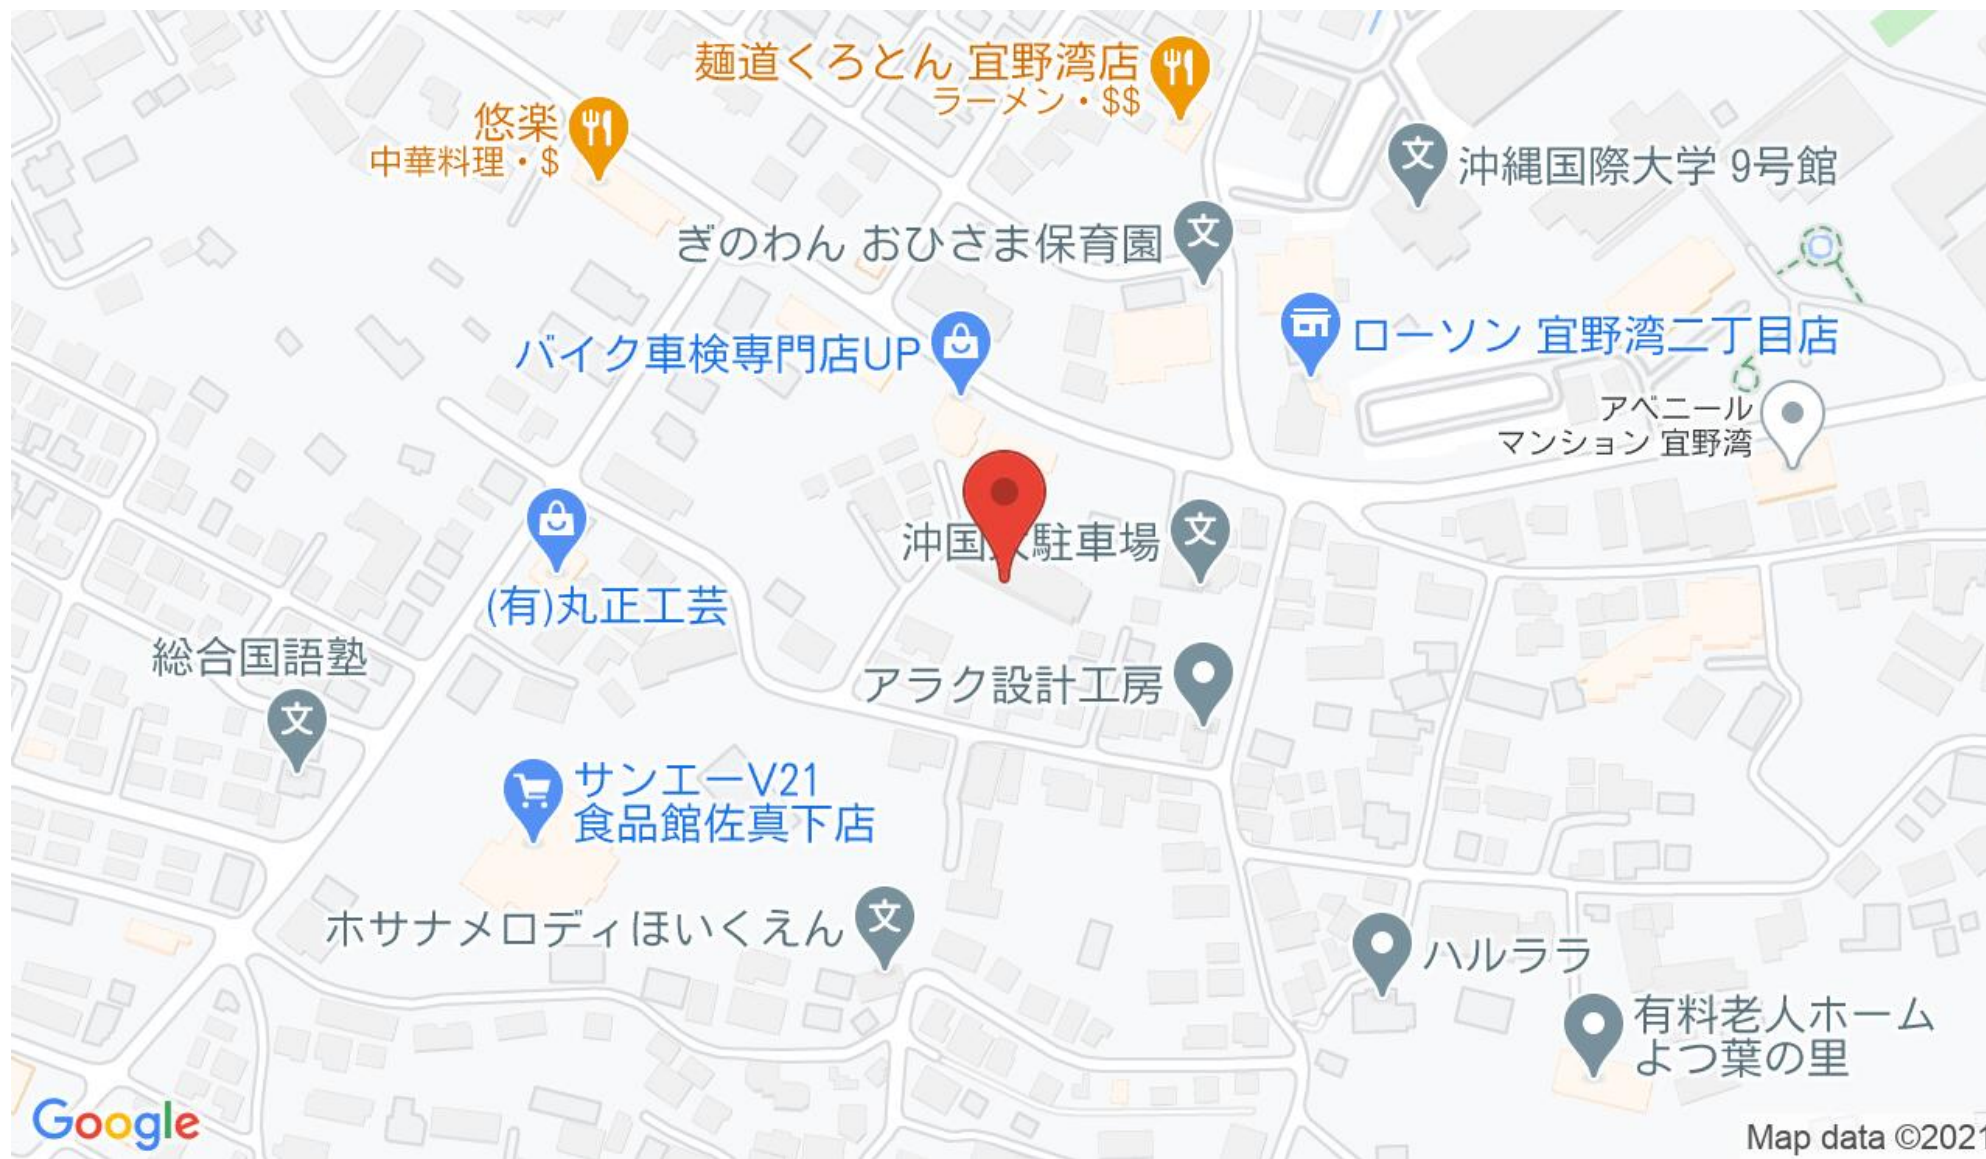 麺道くろとん 宜野湾店
ラーメン・$$
悠楽
中華料理・$
沖縄国際大学 9号館
ぎのわん おひさま保育園
バイク車検専門店UP
ローソン 宜野湾二丁目店
アベニール
マンション 宜野湾
沖国 駐車場
(有)丸正工芸
総合国語塾
アラク設計工房
サンエーV21
食品館佐真下店
ホサナメロディほいくえん
ハルララ
有料老人ホーム
よつ葉の里
Google
Map data ©2021